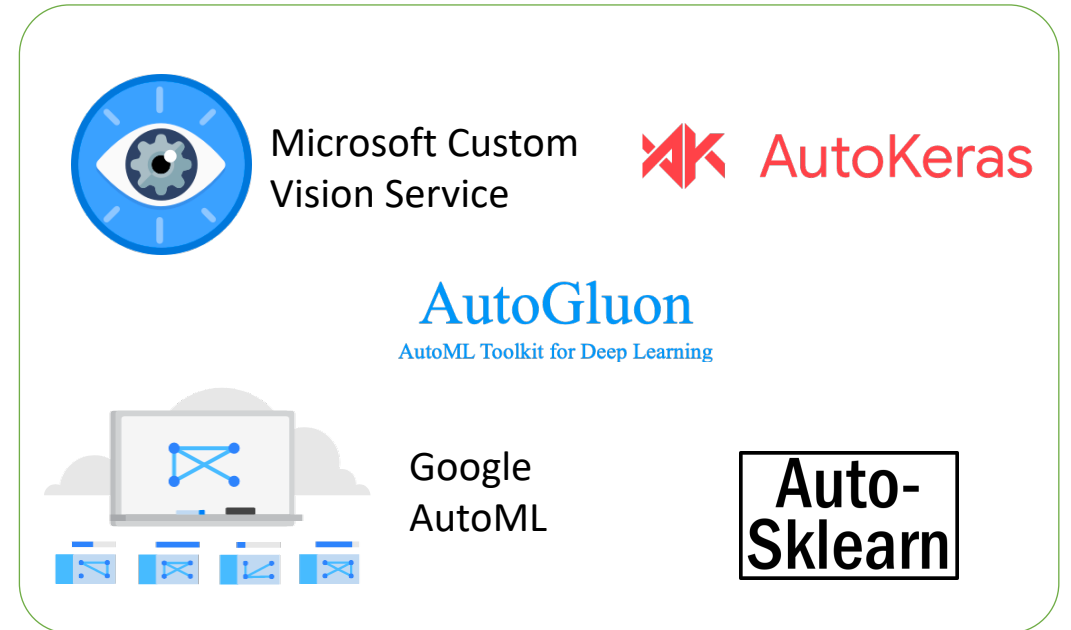 Microsoft Custom
Vision Service
AutoKeras
AutoGluon
AutoML Toolkit for Deep Learning
Google
AutoML
Auto-
Sklearn